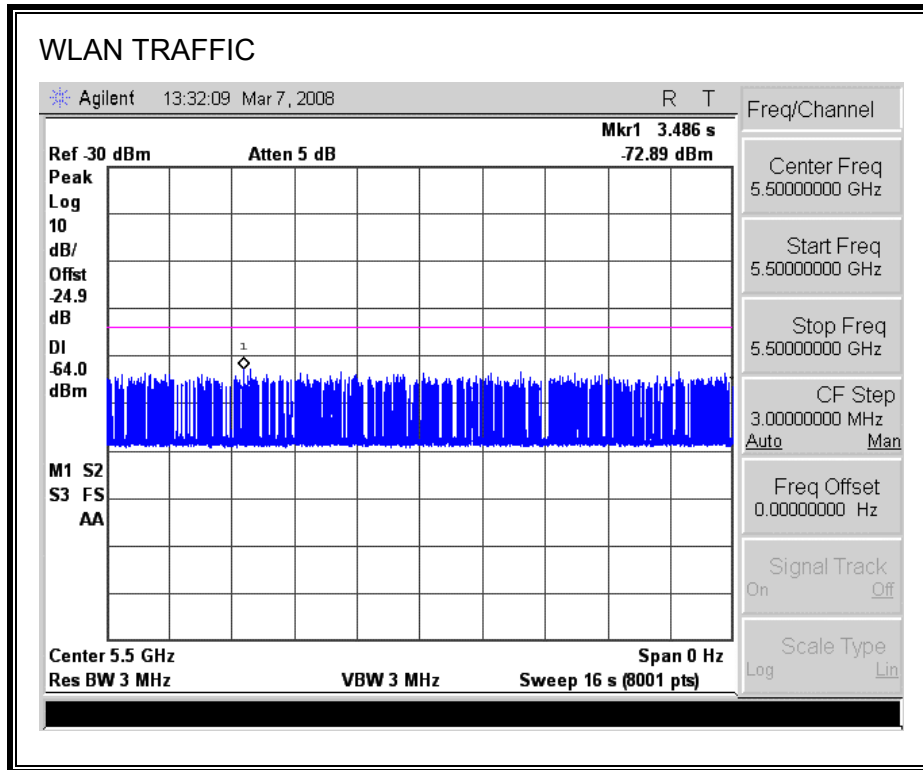 WLAN TRAFFIC
Agilent 13:32:09 Mar 7, 2008 R T
Mkr1 3.486 s
Ref -30 dBm Atten 5 dB -72.89 dBm
Peak
Log
10
dB/
Offst
-24.9
dB
DI
-64.0
dBm
1
M1 S2
S3 FS
AA
Center 5.5 GHz Span 0 Hz
Res BW 3 MHz VBW 3 MHz Sweep 16 s (8001 pts)
Freq/Channel
Center Freq
5.50000000 GHz
Start Freq
5.50000000 GHz
Stop Freq
5.50000000 GHz
CF Step
3.00000000 MHz
Auto Man
Freq Offset
0.00000000 Hz
Signal Track
On Off
Scale Type
Log Lin